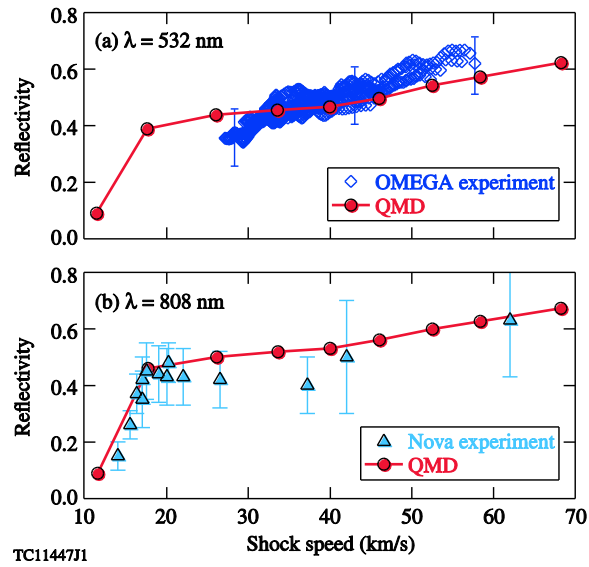 0.8
(a) λ = 532 nm
0.6
Reflectivity
0.4
0.2
OMEGA experiment
QMD
0.0
0.8
(b) λ = 808 nm
0.6
Reflectivity
0.4
0.2
Nova experiment
QMD
0.0
10 20 30 40 50 60 70
Shock speed (km/s)
TC11447J1